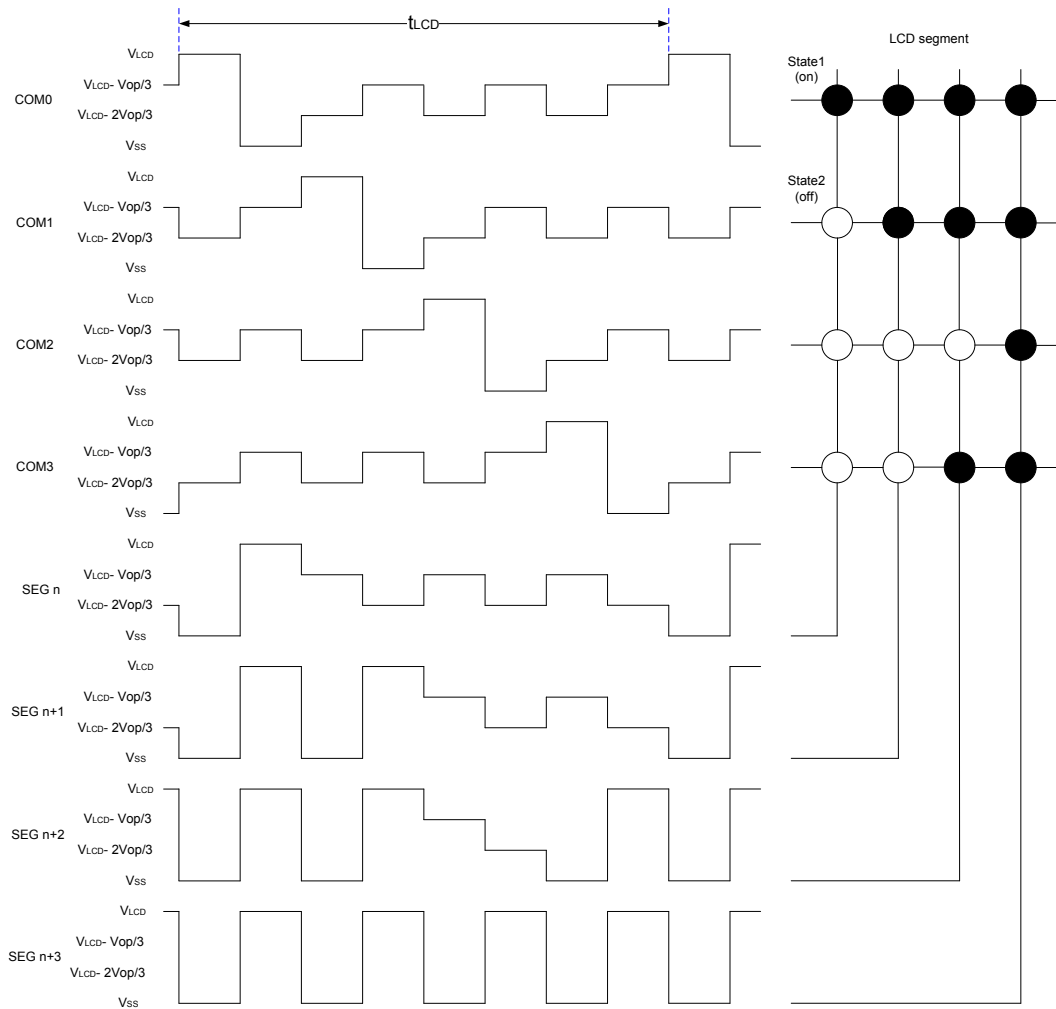 tLCD
LCD segment
State1
(on)
State2
(off)
COM0
VLCD
VLCD- Vop/3
VLCD- 2Vop/3
VSS
COM1
VLCD
VLCD- Vop/3
VLCD- 2Vop/3
VSS
COM2
VLCD
VLCD- Vop/3
VLCD- 2Vop/3
VSS
COM3
VLCD
VLCD- Vop/3
VLCD- 2Vop/3
VSS
SEG n
VLCD
VLCD- Vop/3
VLCD- 2Vop/3
VSS
SEG n+1
VLCD
VLCD- Vop/3
VLCD- 2Vop/3
VSS
SEG n+2
VLCD
VLCD- Vop/3
VLCD- 2Vop/3
VSS
SEG n+3
VLCD
VLCD- Vop/3
VLCD- 2Vop/3
VSS